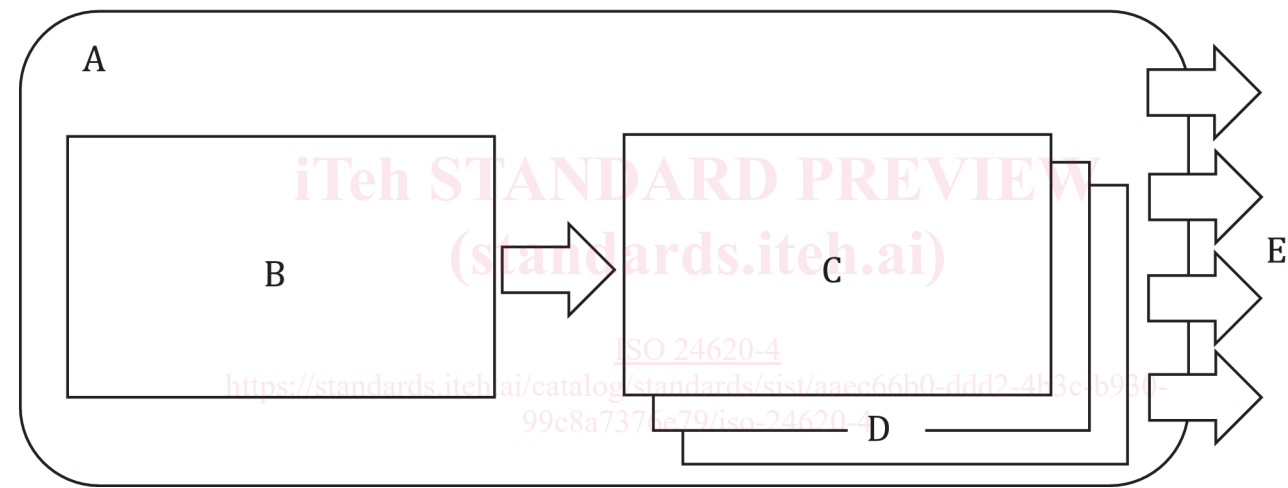 A
iTeh STANDARD PREVIEW
(standards.iteh.ai)
B
C
E
ISO 24620-4
https://standards.iteh.ai/catalog/standards/sist/aaec66b0-ddd2-4b3c-b930-
99c8a7376e79/iso-24620-4
D